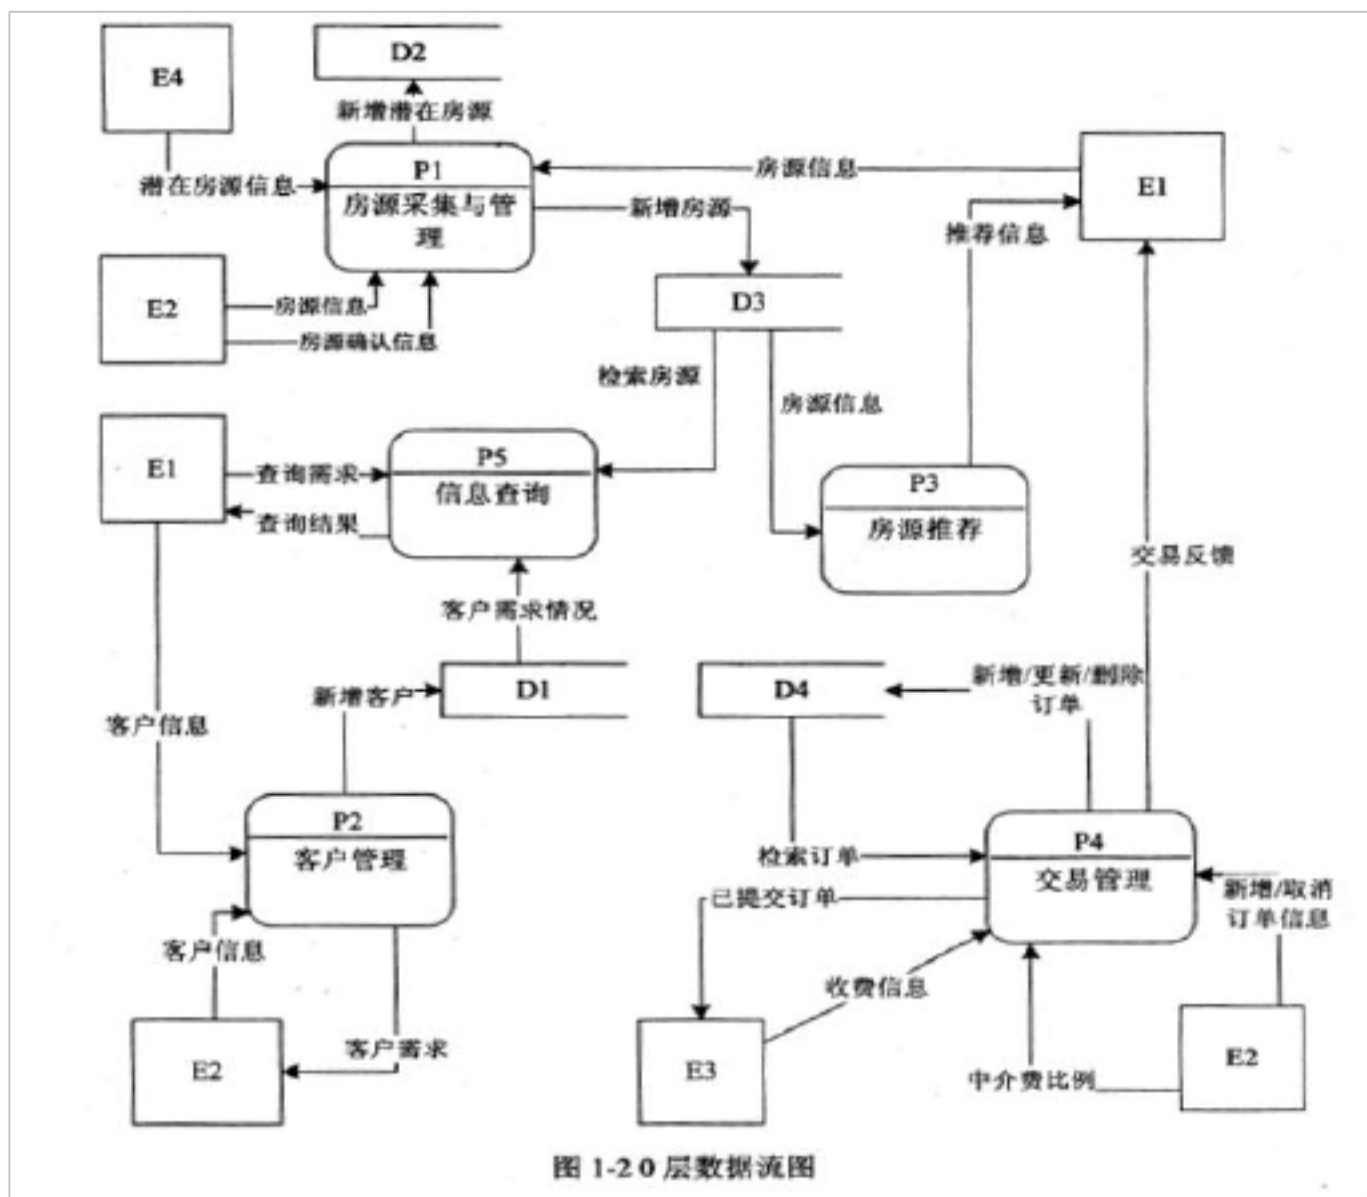 E4
D2
新增潜在房源
P1
房源采集与管
理
潜在房源信息
房源信息
E1
新增房源
推荐信息
E2
房源信息
房源确认信息
D3
检索房源
房源信息
E1
查询需求
查询结果
P5
信息查询
P3
房源推荐
交易反馈
客户需求情况
新增客户
D1
D4
新增/更新/删除
订单
客户信息
P2
客户管理
检索订单
P4
交易管理
已提交订单
新增/取消
订单信息
客户信息
收费信息
E2
客户需求
E3
中介费比例
E2
图 1-2 0 层数据流图